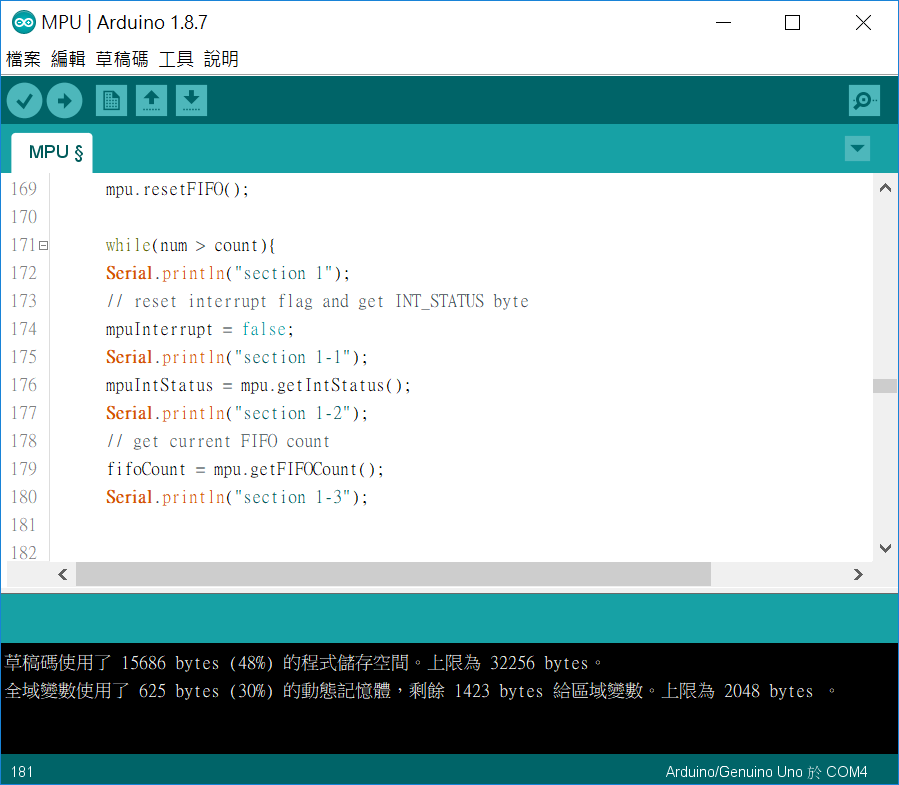 MPU | Arduino 1.8.7
檔案 編輯 草稿碼 工具 說明
MPU §
169 mpu.resetFIFO();
170
171 while(num > count){
172 Serial.println("section 1");
173 // reset interrupt flag and get INT_STATUS byte
174 mpuInterrupt = false;
175 Serial.println("section 1-1");
176 mpuIntStatus = mpu.getIntStatus();
177 Serial.println("section 1-2");
178 // get current FIFO count
179 fifoCount = mpu.getFIFOCount();
180 Serial.println("section 1-3");
181
182
草稿碼使用了 15686 bytes (48%) 的程式儲存空間。上限為 32256 bytes。
全域變數使用了 625 bytes (30%) 的動態記憶體，剩餘 1423 bytes 給區域變數。上限為 2048 bytes 。
181 Arduino/Genuino Uno 於 COM4